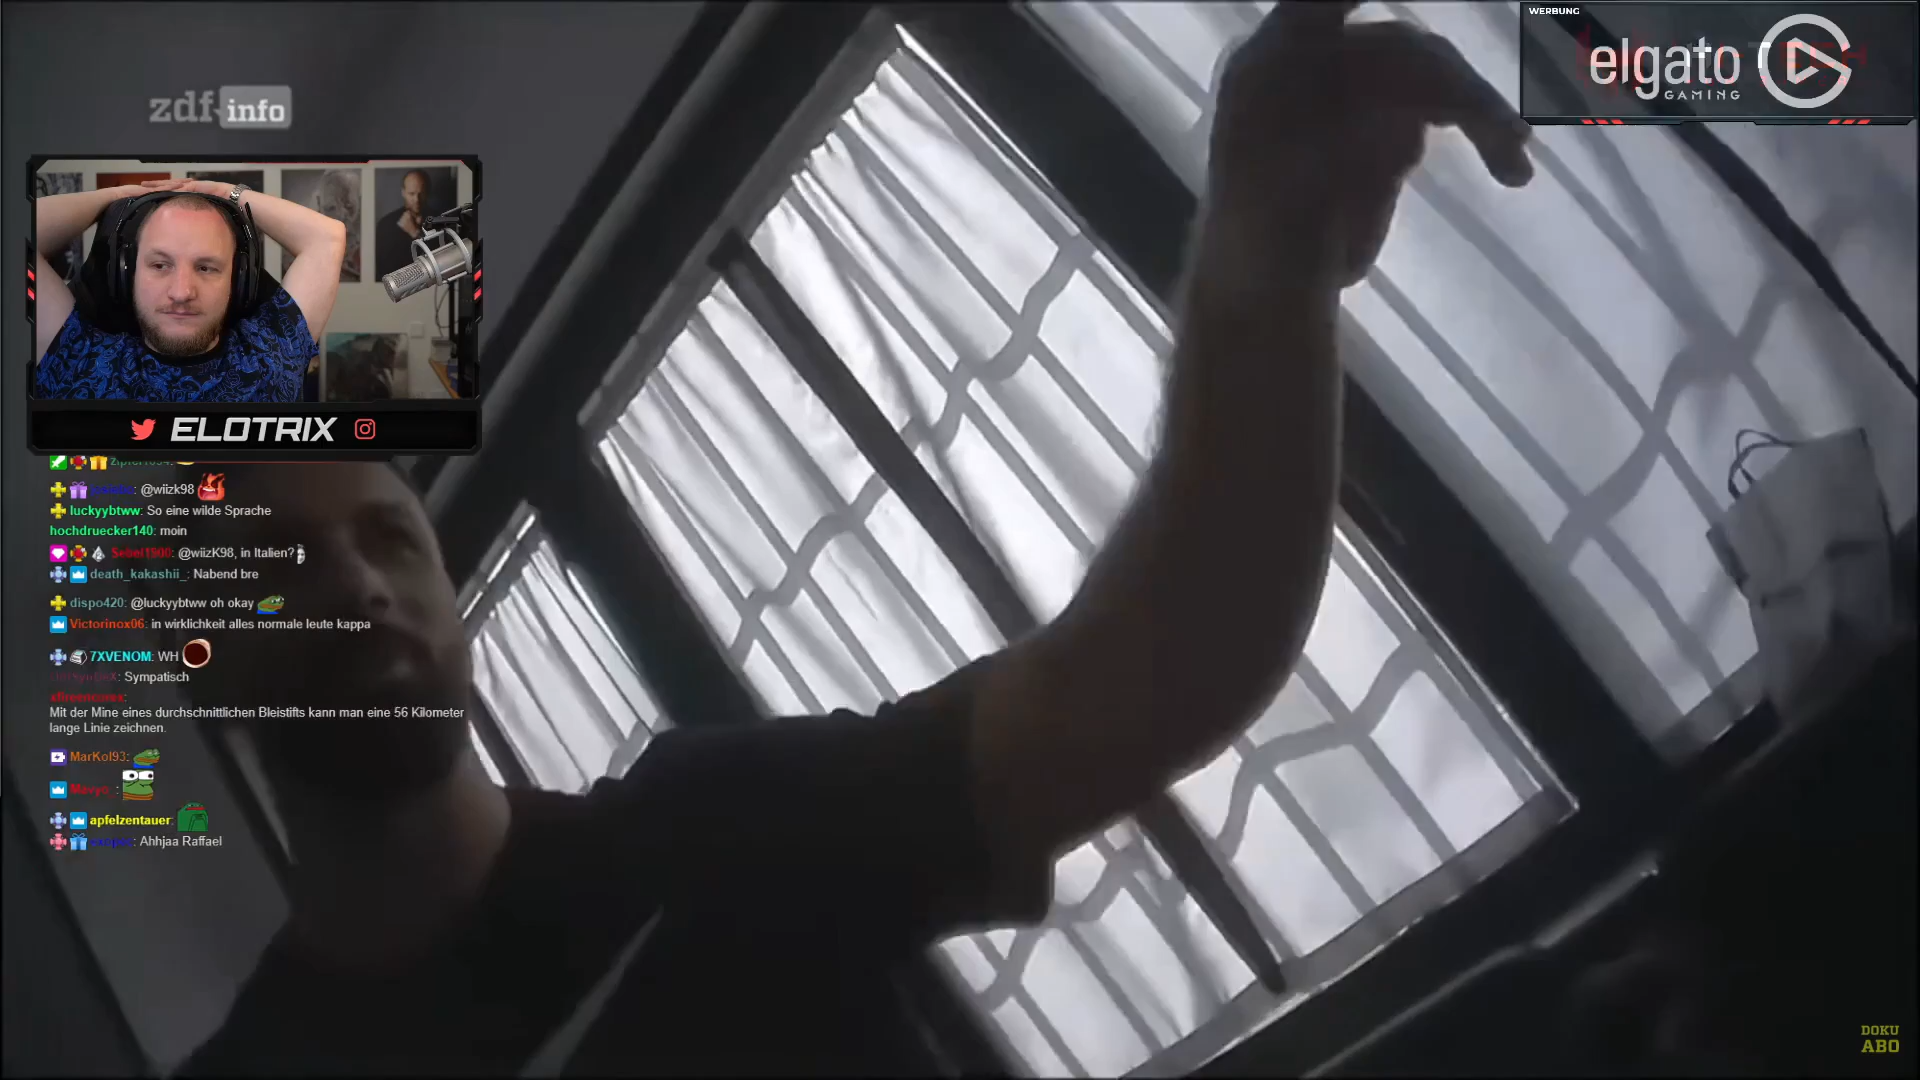 WERBUNG
elgato
GAMING
zdf info
ELOTRIX
: @wiizk98
luckyybtww: So eine wilde Sprache
hochdruecker140: moin
: @wiizK98, in Italien?
death_kakashii_: Nabend bre
dispo420: @luckyybtww oh okay
Victorinox06: in wirklichkeit alles normale leute kappa
7XVENOM: WH
: Sympatisch
Mit der Mine eines durchschnittlichen Bleistifts kann man eine 56 Kilometer
lange Linie zeichnen.
MarKol93:
apfelzentauer:
: Ahhjaa Raffael
DOKU
ABO